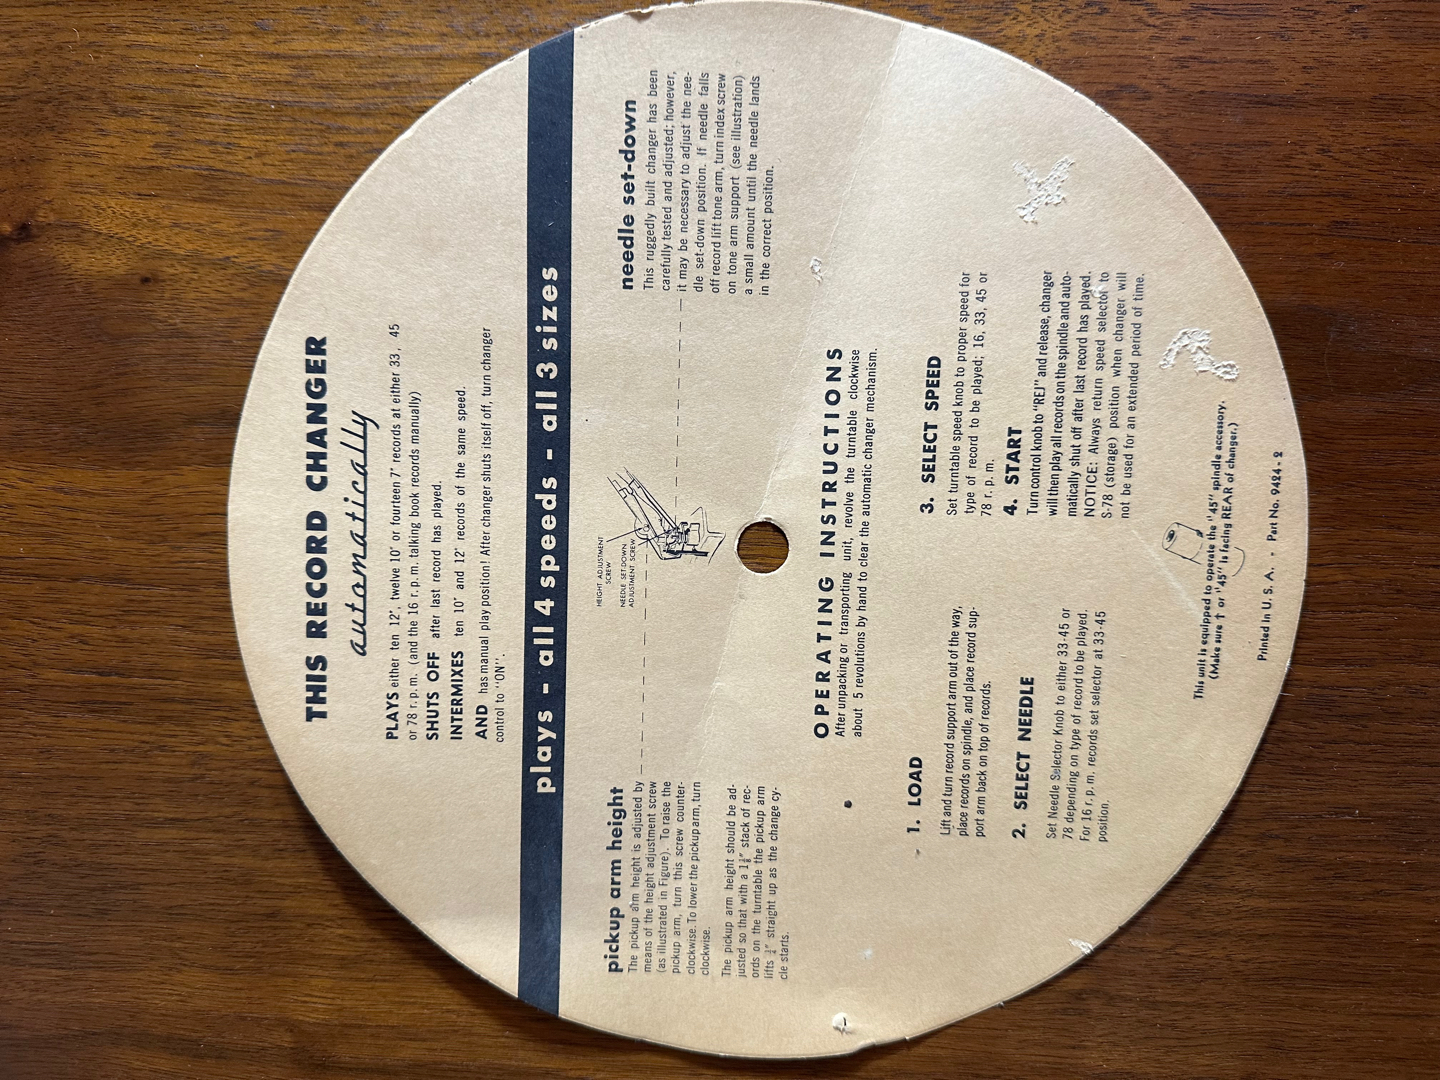 THIS RECORD CHANGER
automatically
PLAYS either ten 12", twelve 10" or fourteen 7" records at either 33, 45
or 78 r.p.m. (and the 16 r.p.m. talking book records manually)
SHUTS OFF after last record has played.
INTERMIXES ten 10" and 12" records of the same speed.
AND has manual play position! After changer shuts itself off, turn changer
control to "ON".
plays - all 4 speeds - all 3 sizes
pickup arm height
The pickup arm height is adjusted by
means of the height adjustment screw
(as illustrated in Figure). To raise the
pickup arm, turn this screw counter-
clockwise. To lower the pickup arm, turn
clockwise.
The pickup arm height should be ad-
justed so that with a 1⅛" stack of rec-
ords on the turntable the pickup arm
lifts ¼" straight up as the change cy-
cle starts.
HEIGHT ADJUSTMENT
SCREW
NEEDLE SET-DOWN
ADJUSTMENT SCREW
needle set-down
This ruggedly built changer has been
carefully tested and adjusted; however,
it may be necessary to adjust the nee-
dle set-down position. If needle falls
off record lift tone arm, turn index screw
on tone arm support (see illustration)
a small amount until the needle lands
in the correct position.
OPERATING INSTRUCTIONS
After unpacking or transporting unit, revolve the turntable clockwise
about 5 revolutions by hand to clear the automatic changer mechanism.
1. LOAD
Lift and turn record support arm out of the way,
place records on spindle, and place record sup-
port arm back on top of records.
2. SELECT NEEDLE
Set Needle Selector Knob to either 33-45 or
78 depending on type of record to be played.
For 16 r.p.m. records set selector at 33-45
position.
3. SELECT SPEED
Set turntable speed knob to proper speed for
type of record to be played; 16, 33, 45 or
78 r.p.m.
4. START
Turn control knob to "REJ" and release, changer
will then play all records on the spindle and auto-
matically shut off after last record has played.
NOTICE: Always return speed selector to
S-78 (storage) position when changer will
not be used for an extended period of time.
This unit is equipped to operate the "45" spindle accessory.
(Make sure ↑ or "45" is facing REAR of changer.)
Printed in U. S. A. • Part No. 9424-2